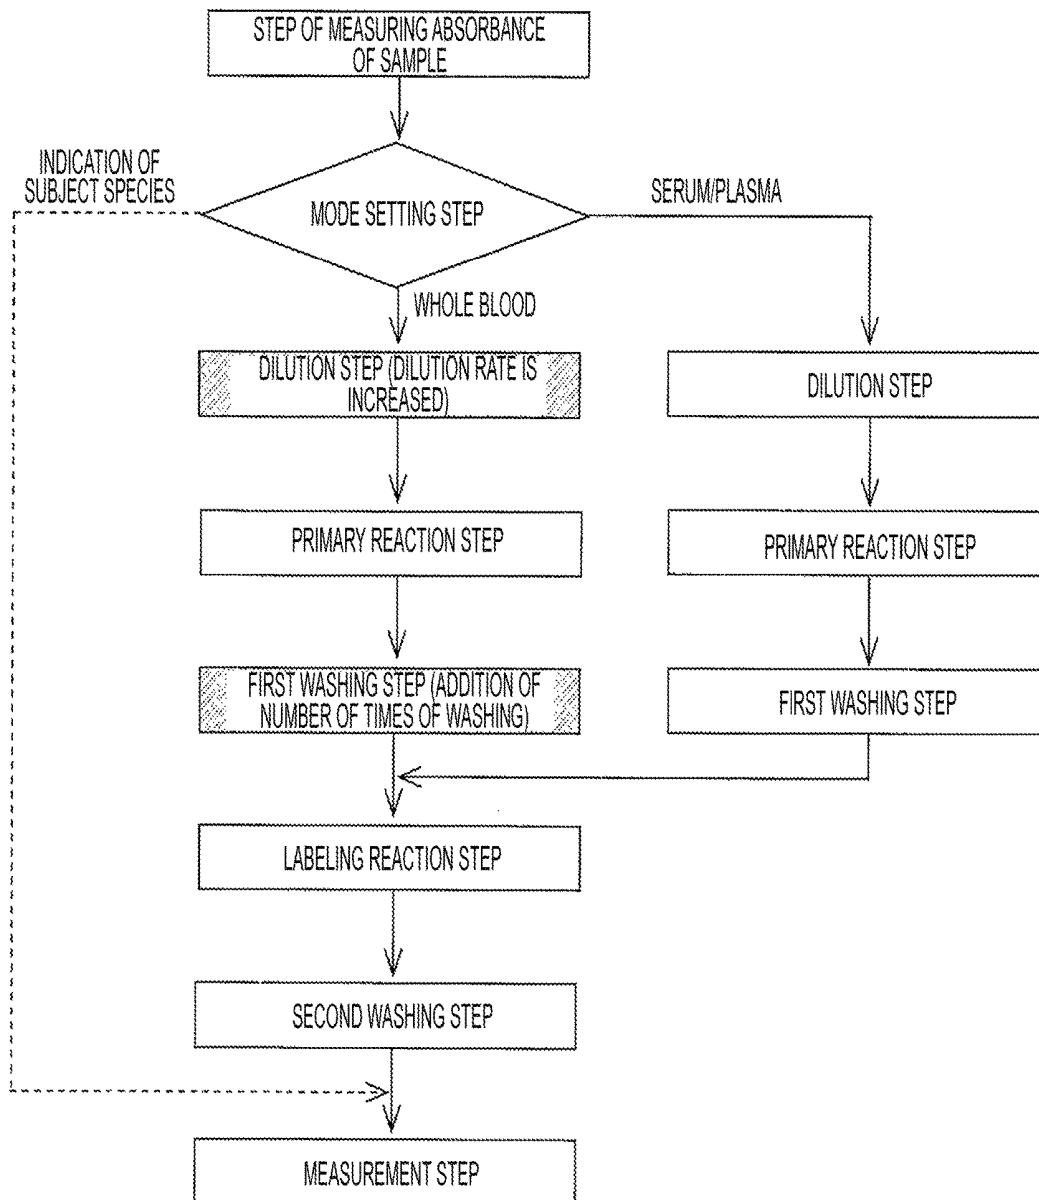 STEP OF MEASURING ABSORBANCE
OF SAMPLE
INDICATION OF
SUBJECT SPECIES
MODE SETTING STEP
SERUM/PLASMA
WHOLE BLOOD
DILUTION STEP (DILUTION RATE IS
INCREASED)
DILUTION STEP
PRIMARY REACTION STEP
PRIMARY REACTION STEP
FIRST WASHING STEP (ADDITION OF
NUMBER OF TIMES OF WASHING)
FIRST WASHING STEP
LABELING REACTION STEP
SECOND WASHING STEP
MEASUREMENT STEP